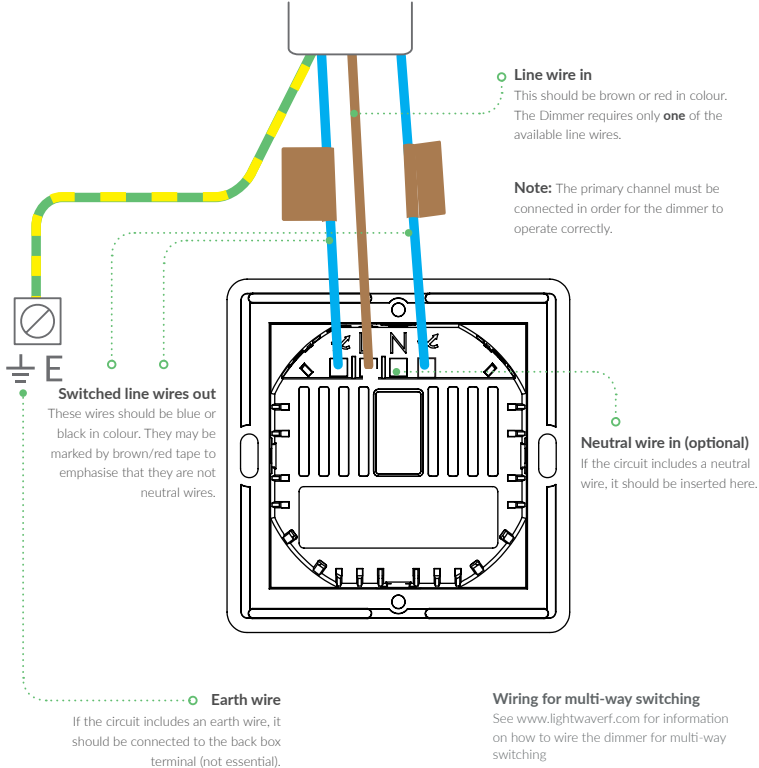 Line wire in
This should be brown or red in colour.
The Dimmer requires only one of the
available line wires.
Note: The primary channel must be
connected in order for the dimmer to
operate correctly.
N
E
Switched line wires out
These wires should be blue or
black in colour. They may be
marked by brown/red tape to
emphasise that they are not
neutral wires.
Neutral wire in (optional)
If the circuit includes a neutral
wire, it should be inserted here.
Earth wire
If the circuit includes an earth wire, it
should be connected to the back box
terminal (not essential).
Wiring for multi-way switching
See www.lightwaverf.com for information
on how to wire the dimmer for multi-way
switching